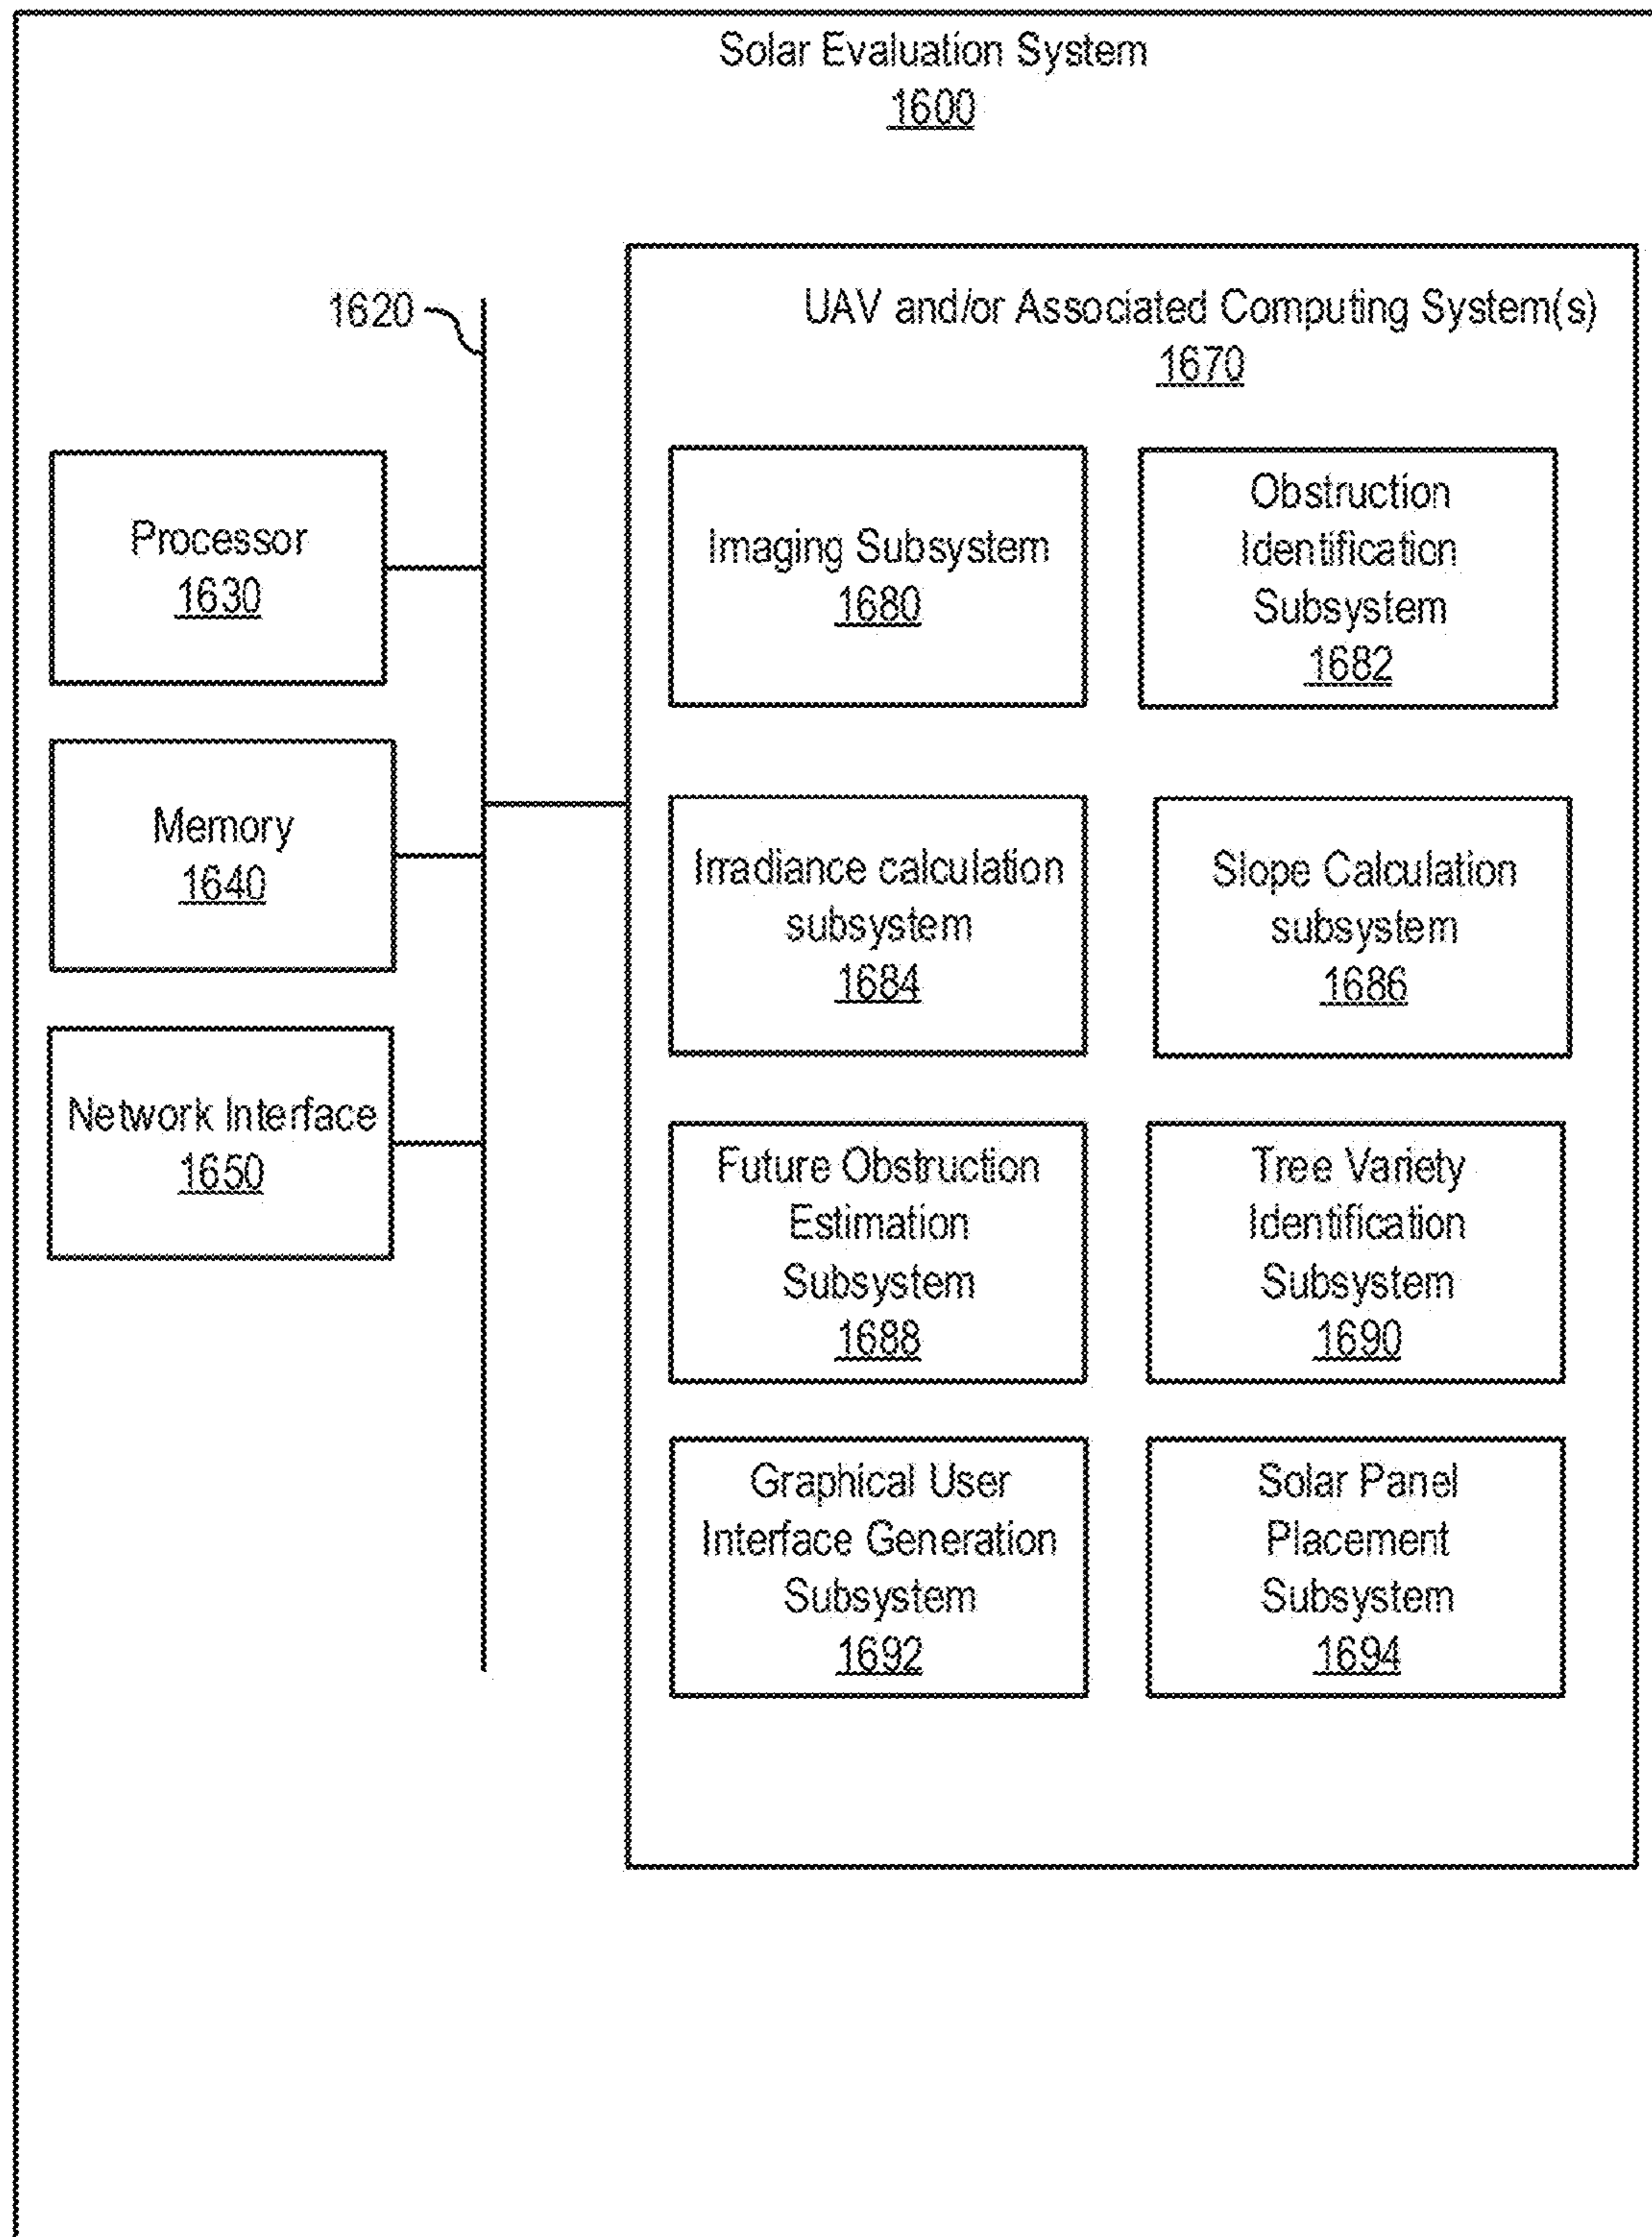 Solar Evaluation System
1600
1620
UAV and/or Associated Computing System(s)
1670
Processor
1630
Memory
1640
Network Interface
1650
Imaging Subsystem
1680
Obstruction
Identification
Subsystem
1682
Irradiance calculation
subsystem
1684
Slope Calculation
subsystem
1686
Future Obstruction
Estimation
Subsystem
1688
Tree Variety
Identification
Subsystem
1690
Graphical User
Interface Generation
Subsystem
1692
Solar Panel
Placement
Subsystem
1694